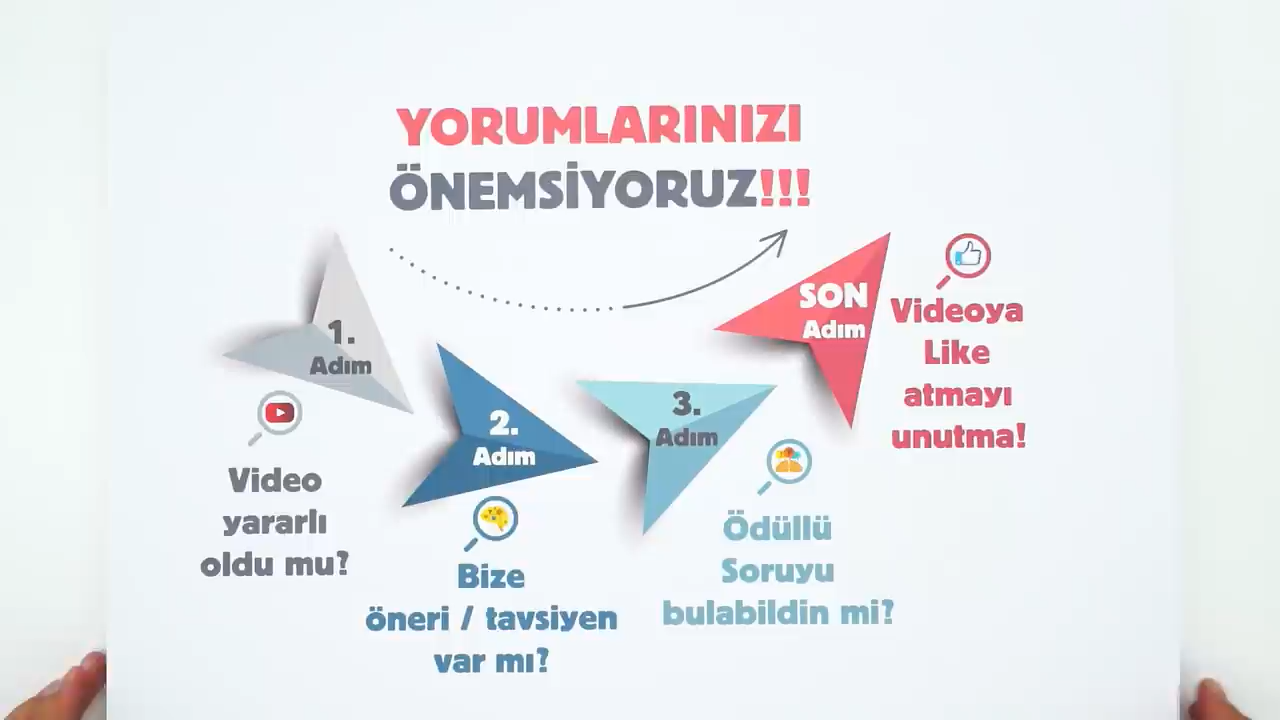 YORUMLARINIZI
ÖNEMSİYORUZ!!!
1.
Adım
Video
yararlı
oldu mu?
2.
Adım
Bize
öneri / tavsiyen
var mı?
3.
Adım
Ödüllü
Soruyu
bulabildin mi?
SON
Adım
Videoya
Like
atmayı
unutma!